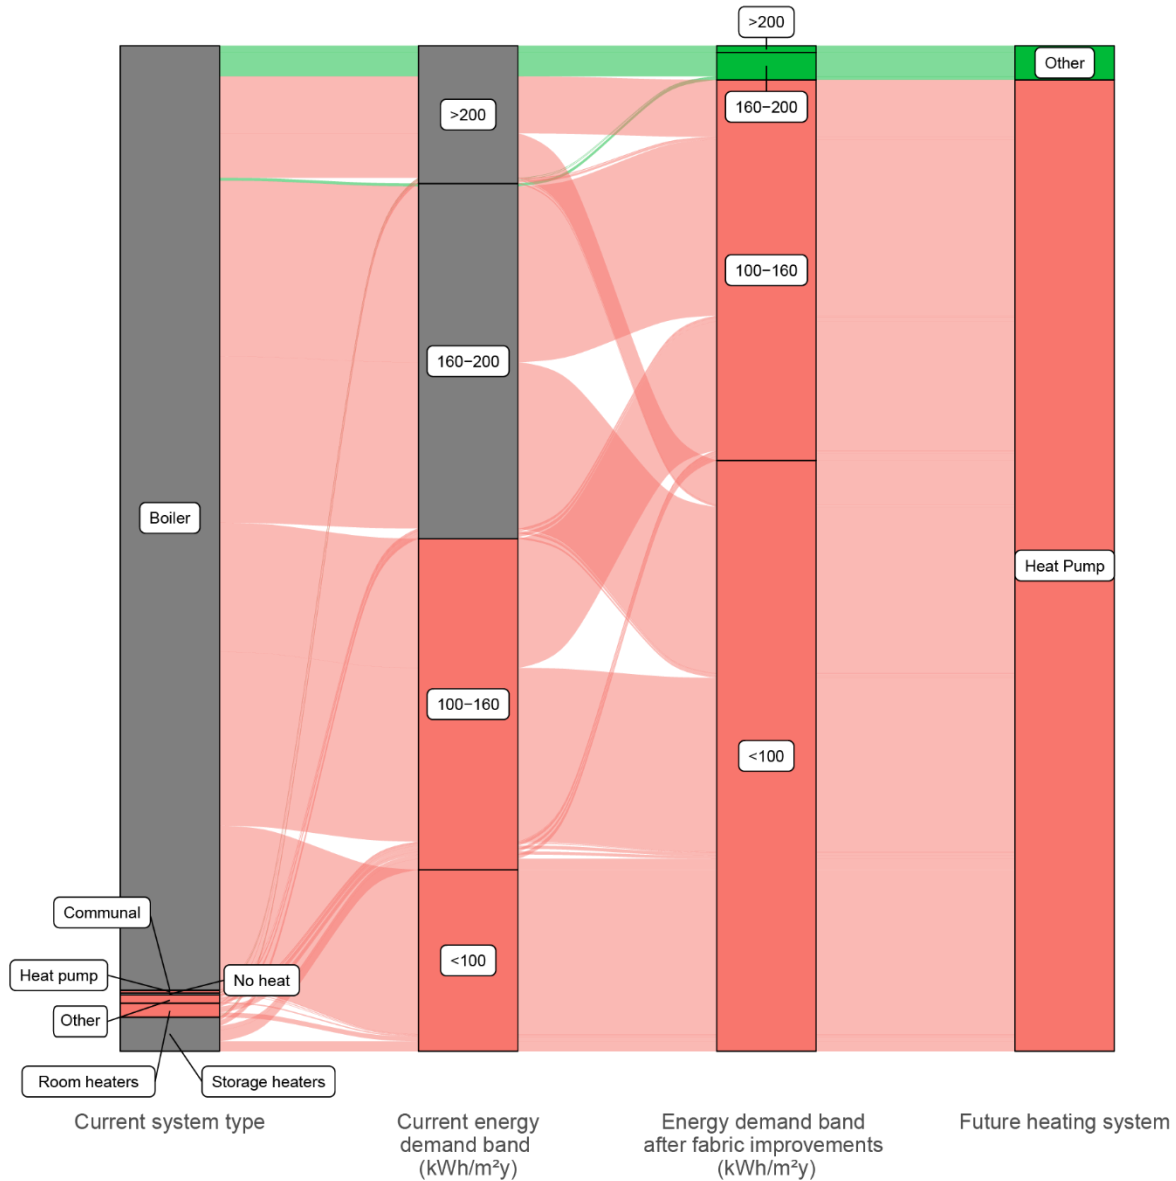 >200
Other
>200
160−200
100−160
160−200
Boiler
Heat Pump
100−160
<100
Communal
<100
Heat pump
No heat
Other
Room heaters
Storage heaters
Current system type
Current energy
demand band
(kWh/m²y)
Energy demand band
after fabric improvements
(kWh/m²y)
Future heating system